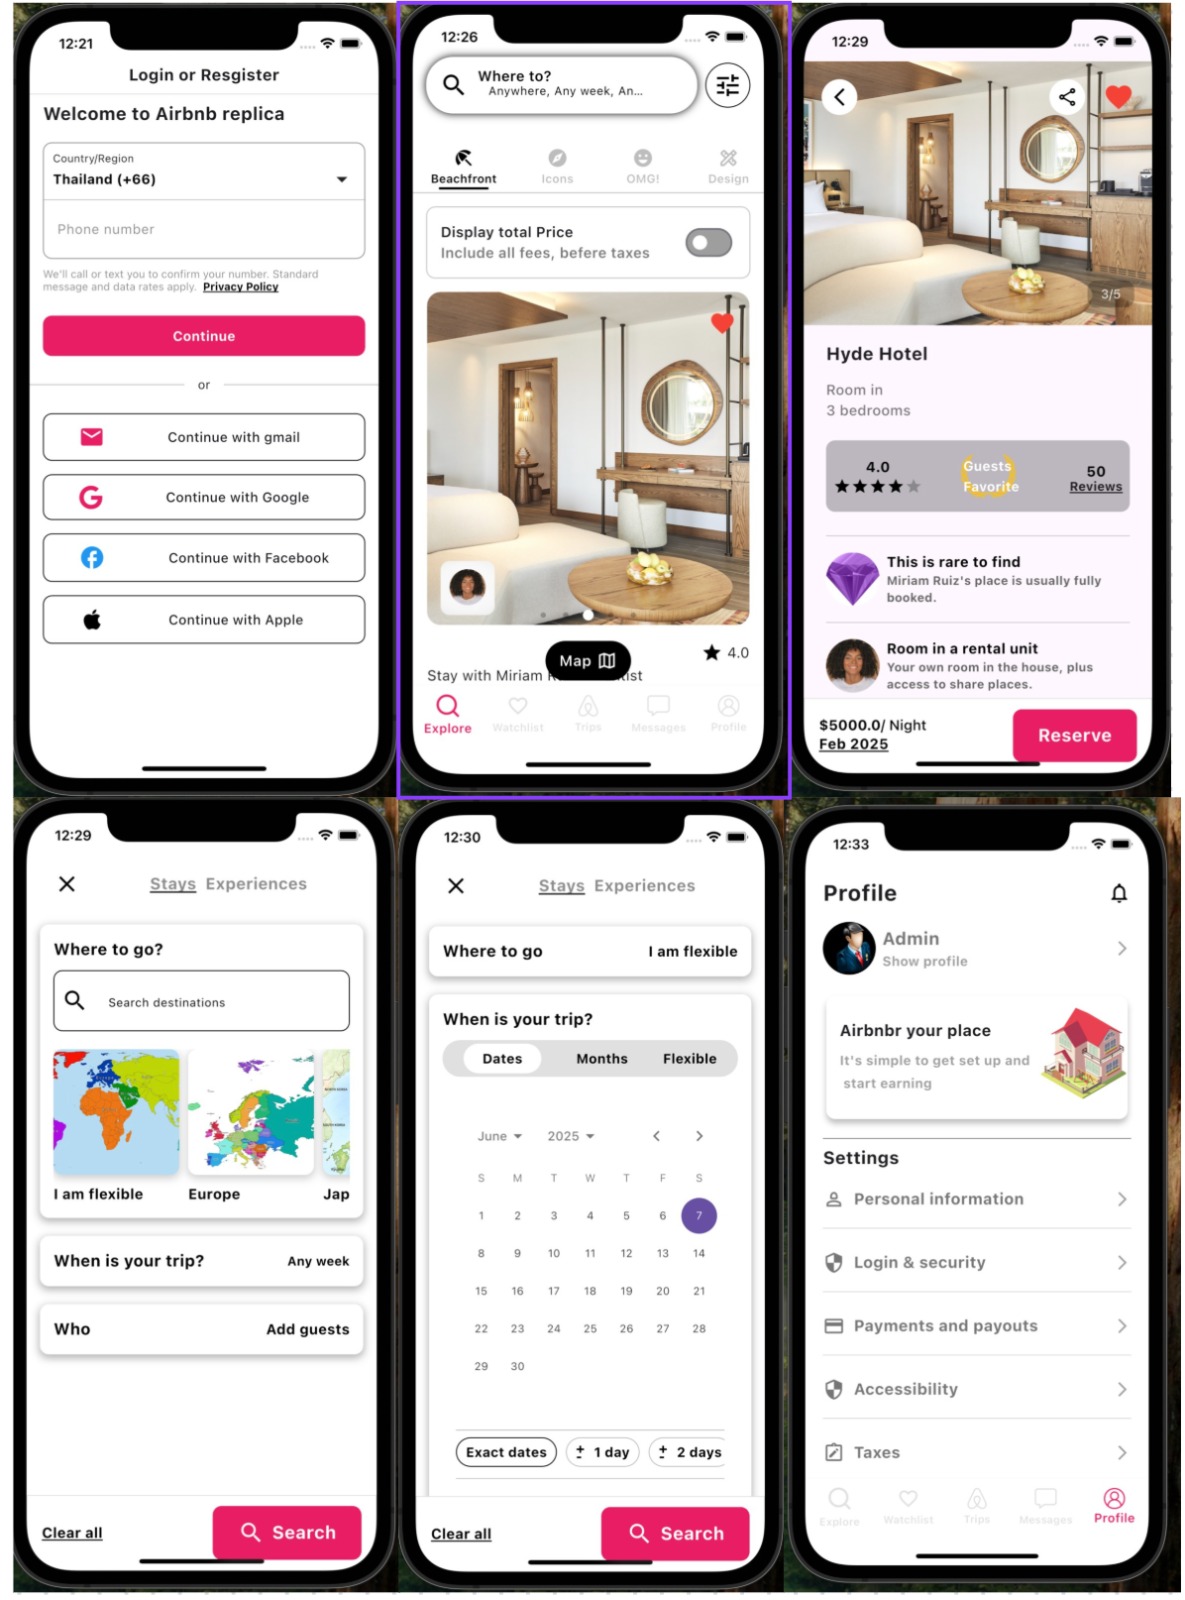 12:21
Login or Resgister
Welcome to Airbnb replica
Country/Region
Thailand (+66)
Phone number
We'll call or text you to confirm your number. Standard
message and data rates apply. Privacy Policy
Continue
or
Continue with gmail
Continue with Google
Continue with Facebook
Continue with Apple
12:26
Where to?
Anywhere, Any week, An...
Beachfront
Icons
OMG!
Design
Display total Price
Include all fees, befere taxes
4.0
Map
Stay with Miriam
Explore
Watchlist
Trips
Messages
Profile
12:29
3/5
Hyde Hotel
Room in
3 bedrooms
4.0
Guests
Favorite
50
Reviews
This is rare to find
Miriam Ruiz's place is usually fully
booked.
Room in a rental unit
Your own room in the house, plus
access to share places.
$5000.0/ Night
Feb 2025
Reserve
12:29
Stays Experiences
Where to go?
Search destinations
I am flexible
Europe
Jap
When is your trip?
Any week
Who
Add guests
Clear all
Search
12:30
Stays Experiences
Where to go
I am flexible
When is your trip?
Dates
Months
Flexible
June
2025
S M T W T F S
1 2 3 4 5 6 7
8 9 10 11 12 13 14
15 16 17 18 19 20 21
22 23 24 25 26 27 28
29 30
Exact dates
± 1 day
± 2 days
Clear all
Search
12:33
Profile
Admin
Show profile
Airbnbr your place
It's simple to get set up and
start earning
Settings
Personal information
Login & security
Payments and payouts
Accessibility
Taxes
Explore
Watchlist
Trips
Messages
Profile